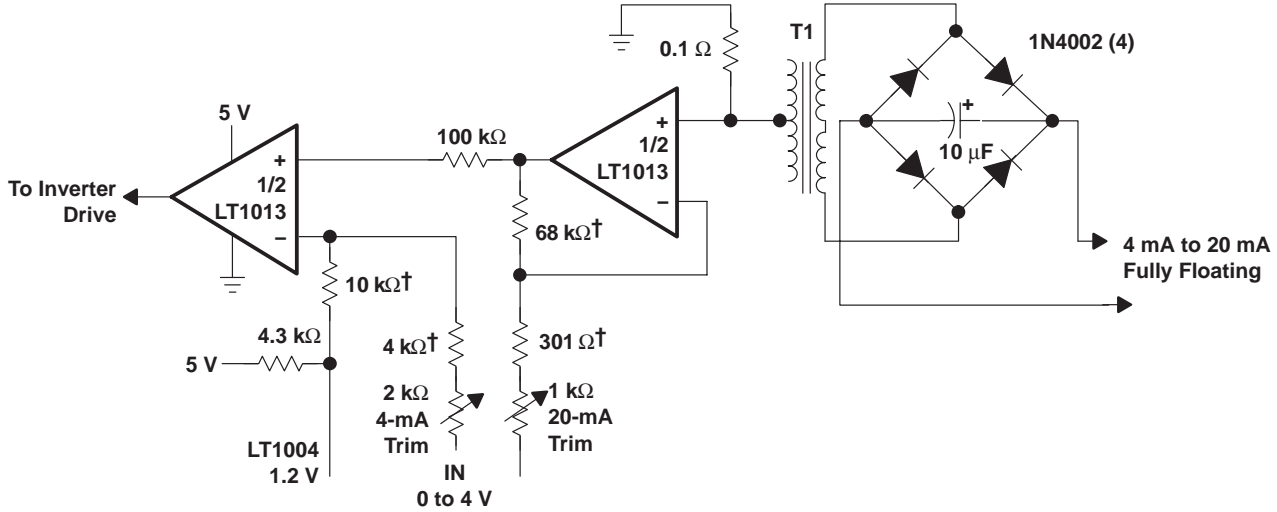 0.1 Ω
T1
1N4002 (4)
5 V
100 kΩ
+
1/2
LT1013
−
+
1/2
LT1013
−
+
10 μF
To Inverter
Drive
68 kΩ†
10 kΩ†
4 mA to 20 mA
Fully Floating
4.3 kΩ
5 V
4 kΩ†
301 Ω†
2 kΩ
4-mA
Trim
1 kΩ
20-mA
Trim
LT1004
1.2 V
IN
0 to 4 V